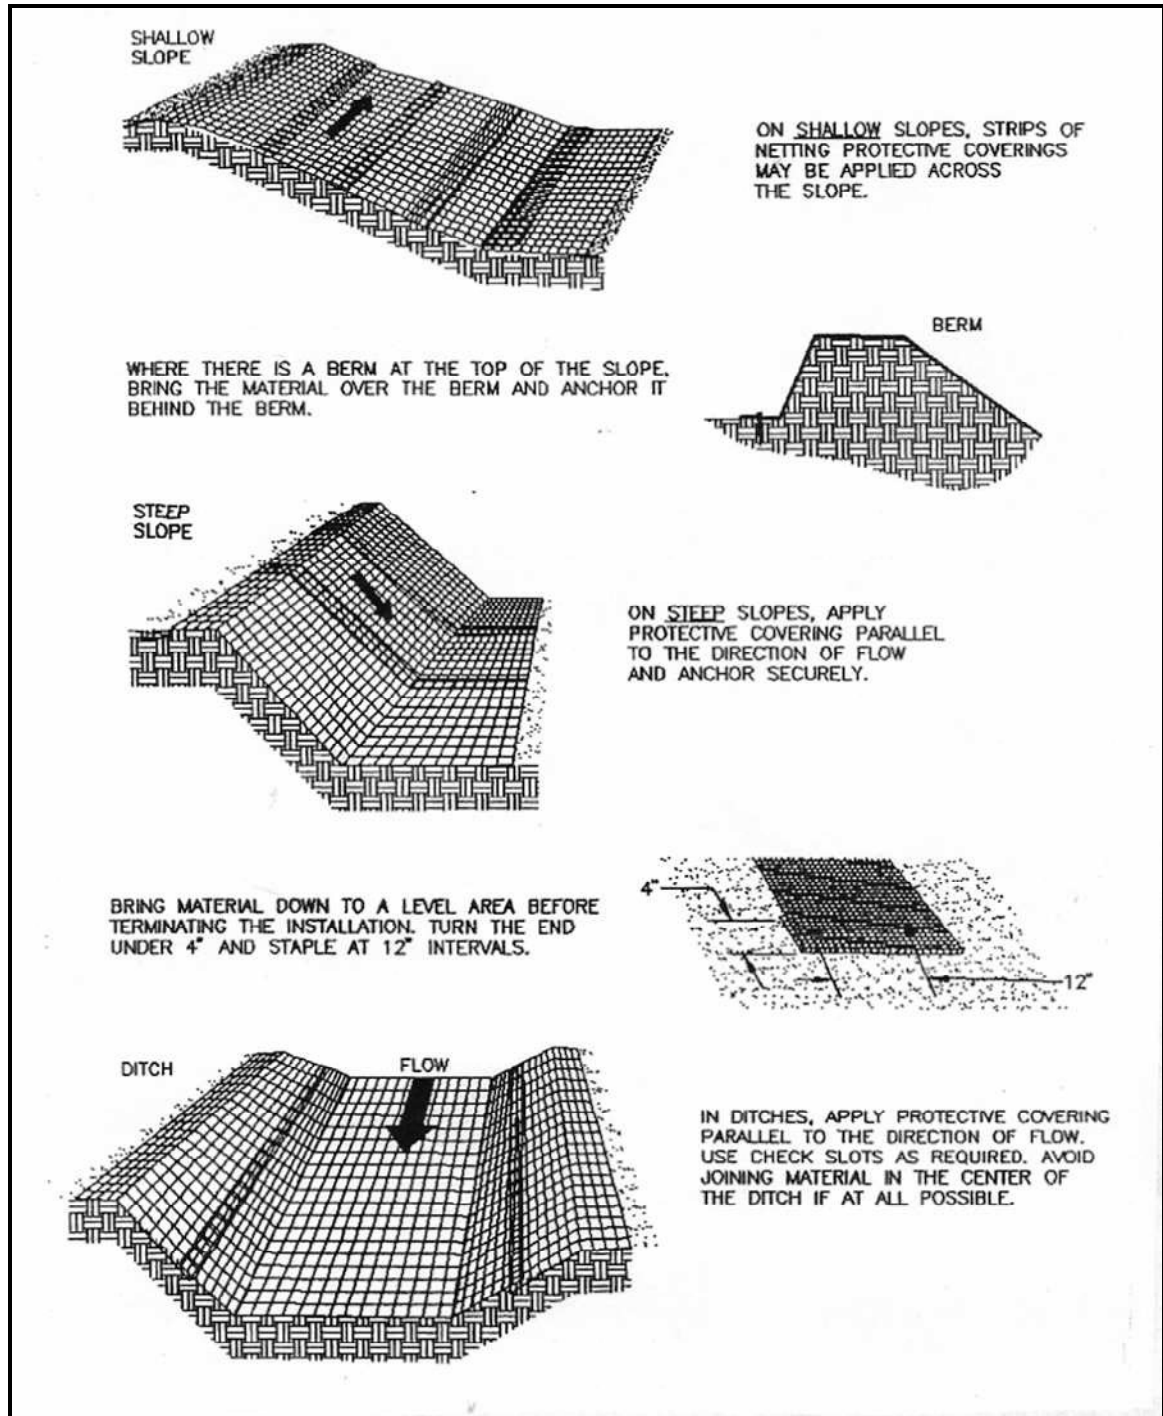 SHALLOW
SLOPE
ON SHALLOW SLOPES, STRIPS OF
NETTING PROTECTIVE COVERINGS
MAY BE APPLIED ACROSS
THE SLOPE.
BERM
WHERE THERE IS A BERM AT THE TOP OF THE SLOPE,
BRING THE MATERIAL OVER THE BERM AND ANCHOR IT
BEHIND THE BERM.
STEEP
SLOPE
ON STEEP SLOPES, APPLY
PROTECTIVE COVERING PARALLEL
TO THE DIRECTION OF FLOW
AND ANCHOR SECURELY.
BRING MATERIAL DOWN TO A LEVEL AREA BEFORE
TERMINATING THE INSTALLATION. TURN THE END
UNDER 4" AND STAPLE AT 12" INTERVALS.
4"
12"
DITCH
FLOW
IN DITCHES, APPLY PROTECTIVE COVERING
PARALLEL TO THE DIRECTION OF FLOW.
USE CHECK SLOTS AS REQUIRED. AVOID
JOINING MATERIAL IN THE CENTER OF
THE DITCH IF AT ALL POSSIBLE.